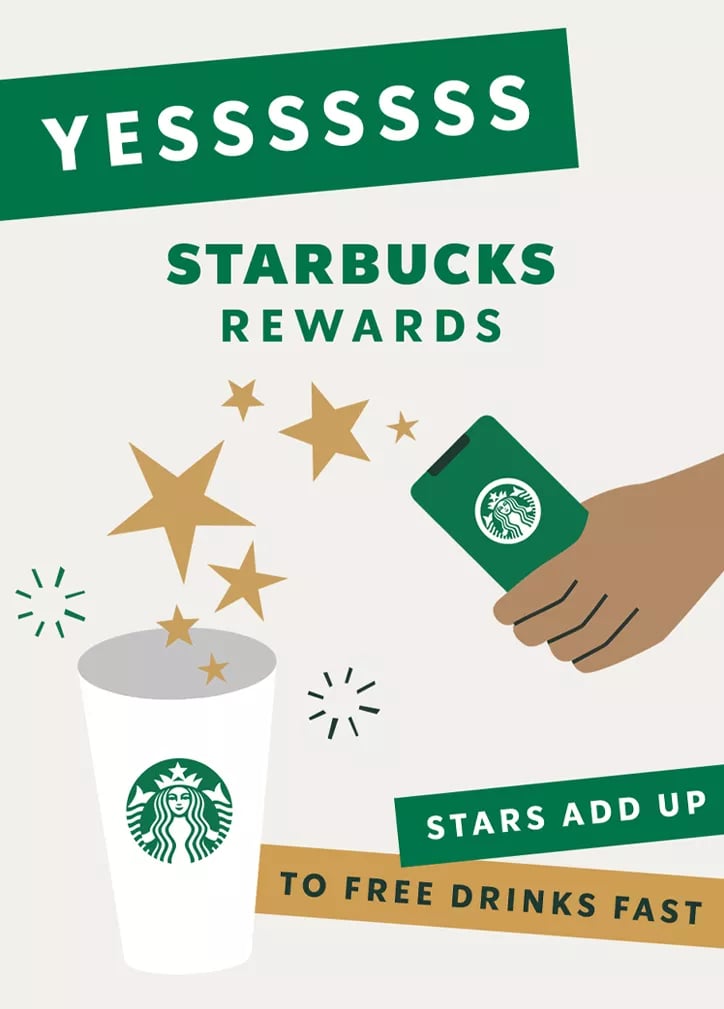 YESSSSSSS
STARBUCKS
REWARDS
STARS ADD UP
TO FREE DRINKS FAST